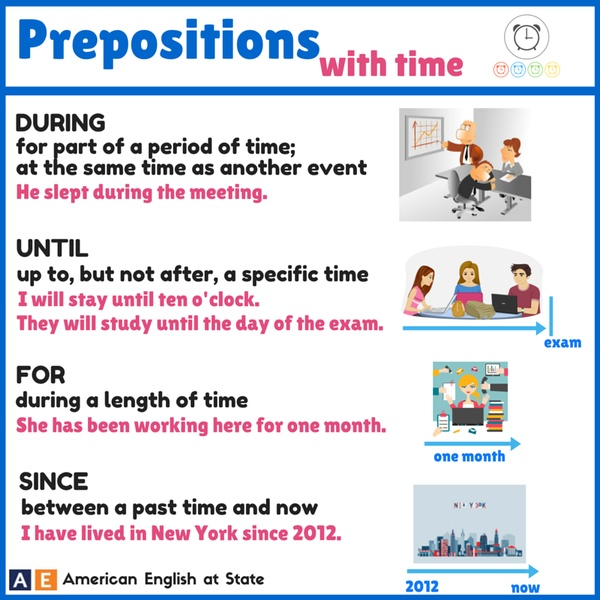 Prepositions
with time
DURING
for part of a period of time;
at the same time as another event
He slept during the meeting.
UNTIL
up to, but not after, a specific time
I will stay until ten o'clock.
They will study until the day of the exam.
exam
FOR
during a length of time
She has been working here for one month.
one month
SINCE
between a past time and now
I have lived in New York since 2012.
NEW YORK
2012
now
AE American English at State